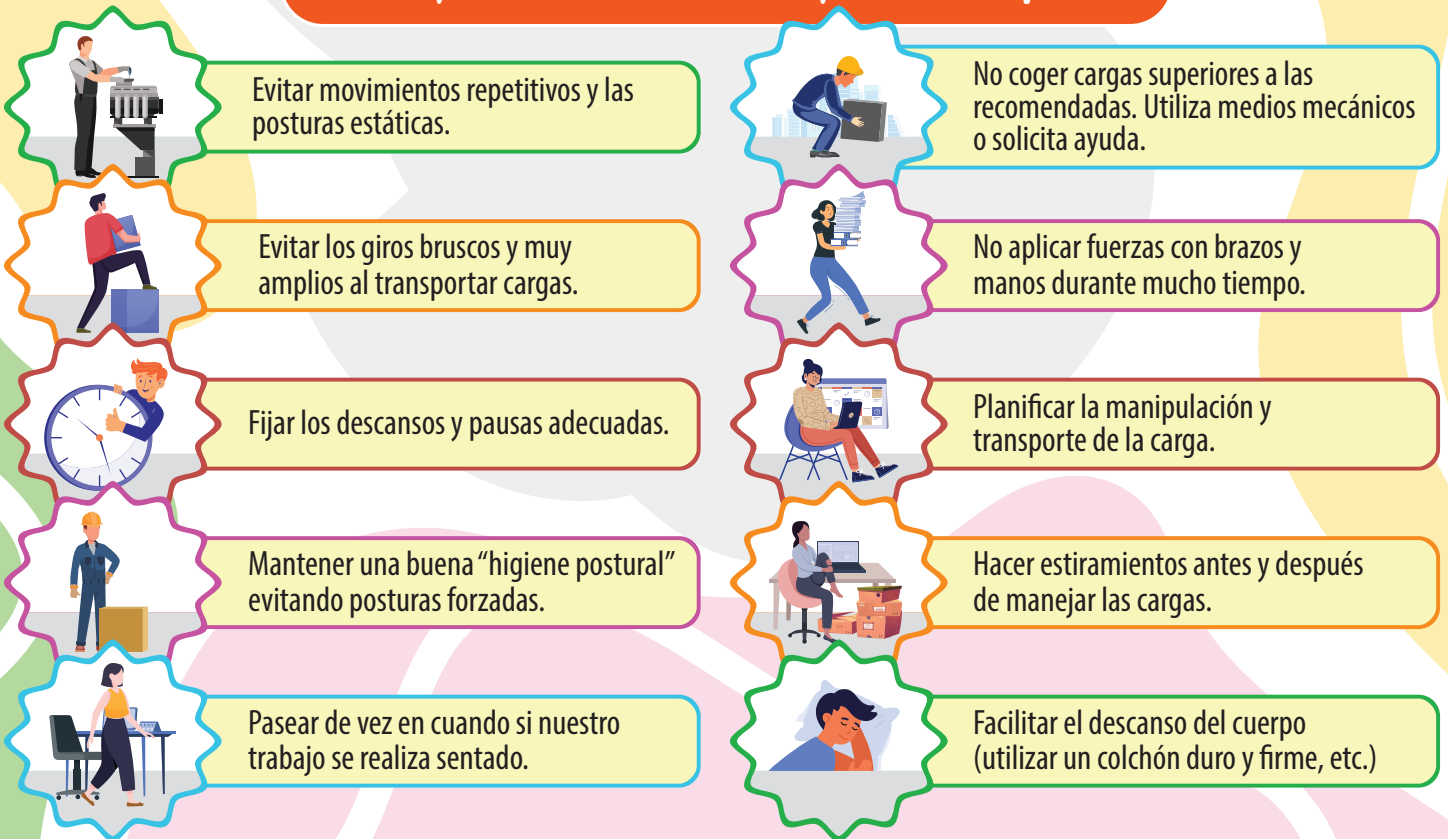 Evitar movimientos repetitivos y las
posturas estáticas.
Evitar los giros bruscos y muy
amplios al transportar cargas.
Fijar los descansos y pausas adecuadas.
Mantener una buena “higiene postural”
evitando posturas forzadas.
Pasear de vez en cuando si nuestro
trabajo se realiza sentado.
No coger cargas superiores a las
recomendadas. Utiliza medios mecánicos
o solicita ayuda.
No aplicar fuerzas con brazos y
manos durante mucho tiempo.
Planificar la manipulación y
transporte de la carga.
Hacer estiramientos antes y después
de manejar las cargas.
Facilitar el descanso del cuerpo
(utilizar un colchón duro y firme, etc.)